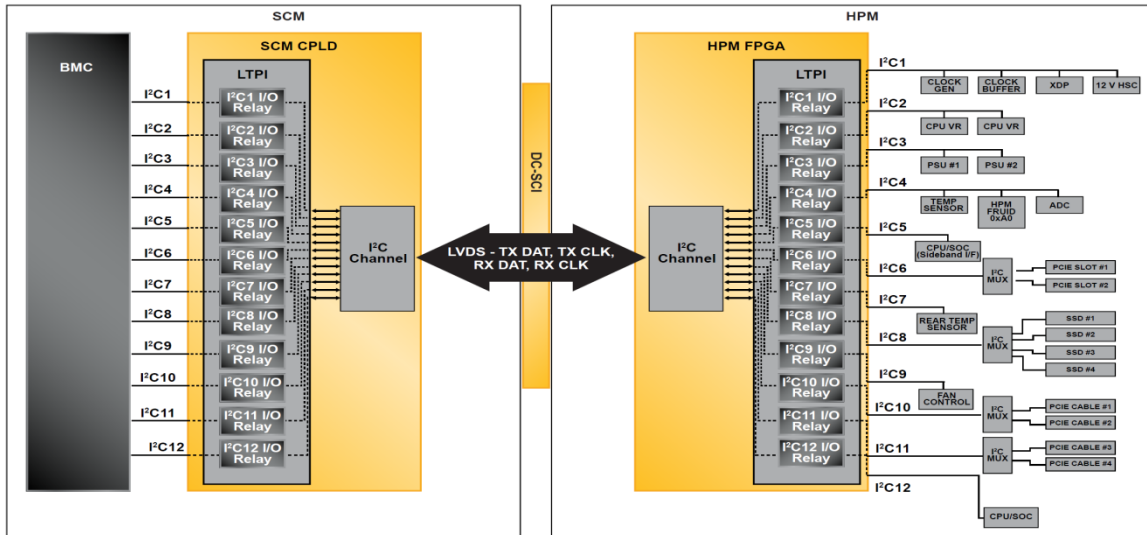 SCM
HPM
BMC
SCM CPLD
LTPI
I²C1 I/O
Relay
I²C2 I/O
Relay
I²C3 I/O
Relay
I²C4 I/O
Relay
I²C5 I/O
Relay
I²C6 I/O
Relay
I²C7 I/O
Relay
I²C8 I/O
Relay
I²C9 I/O
Relay
I²C10 I/O
Relay
I²C11 I/O
Relay
I²C12 I/O
Relay
I²C1
I²C2
I²C3
I²C4
I²C5
I²C6
I²C7
I²C8
I²C9
I²C10
I²C11
I²C12
I²C
Channel
DC-SCI
LVDS - TX DAT, TX CLK,
RX DAT, RX CLK
HPM FPGA
I²C
Channel
LTPI
I²C1 I/O
Relay
I²C2 I/O
Relay
I²C3 I/O
Relay
I²C4 I/O
Relay
I²C5 I/O
Relay
I²C6 I/O
Relay
I²C7 I/O
Relay
I²C8 I/O
Relay
I²C9 I/O
Relay
I²C10 I/O
Relay
I²C11 I/O
Relay
I²C12 I/O
Relay
I²C1
CLOCK
GEN
CLOCK
BUFFER
XDP
12 V HSC
I²C2
CPU VR
CPU VR
I²C3
PSU #1
PSU #2
I²C4
TEMP
SENSOR
HPM
FRUID
0xA0
ADC
I²C5
CPU/SOC
(Sideband I/F)
I²C6
I²C
MUX
PCIE SLOT #1
PCIE SLOT #2
I²C7
REAR TEMP
SENSOR
I²C8
I²C
MUX
SSD #1
SSD #2
SSD #3
SSD #4
I²C9
FAN
CONTROL
I²C10
I²C
MUX
PCIE CABLE #1
PCIE CABLE #2
I²C11
I²C
MUX
PCIE CABLE #3
PCIE CABLE #4
I²C12
CPU/SOC